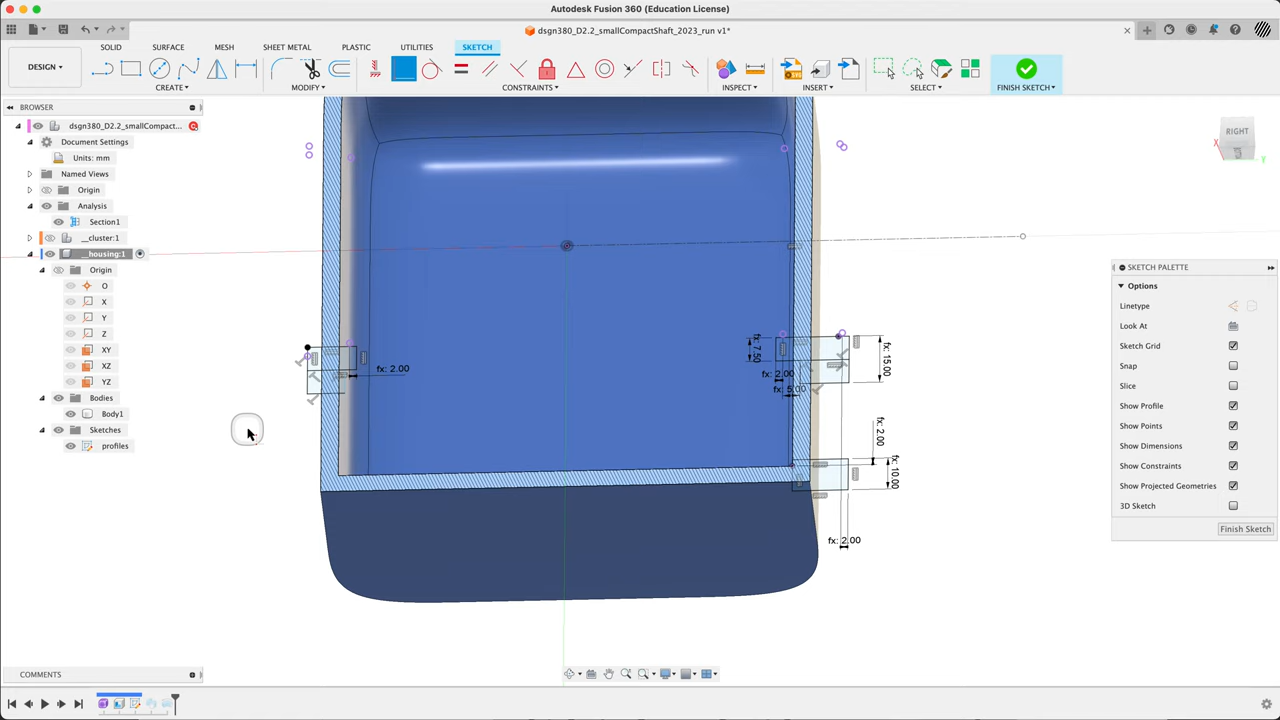 Autodesk Fusion 360 (Education License)
dsgn380_D2.2_smallCompactShaft_2023_run v1*
DESIGN
SOLID
SURFACE
MESH
SHEET METAL
PLASTIC
UTILITIES
SKETCH
CREATE
MODIFY
CONSTRAINTS
INSPECT
INSERT
SELECT
FINISH SKETCH
BROWSER
dsgn380_D2.2_smallCompact...
Document Settings
Units: mm
Named Views
Origin
Analysis
Section1
__cluster:1
__housing:1
Origin
O
X
Y
Z
XY
XZ
YZ
Bodies
Body1
Sketches
profiles
fx: 2.00
fx: 7.50
fx: 2.00
fx: 5.00
fx: 15.00
fx: 2.00
fx: 10.00
fx: 2.00
RIGHT
X
Y
SKETCH PALETTE
Options
Linetype
Look At
Sketch Grid
Snap
Slice
Show Profile
Show Points
Show Dimensions
Show Constraints
Show Projected Geometries
3D Sketch
Finish Sketch
COMMENTS